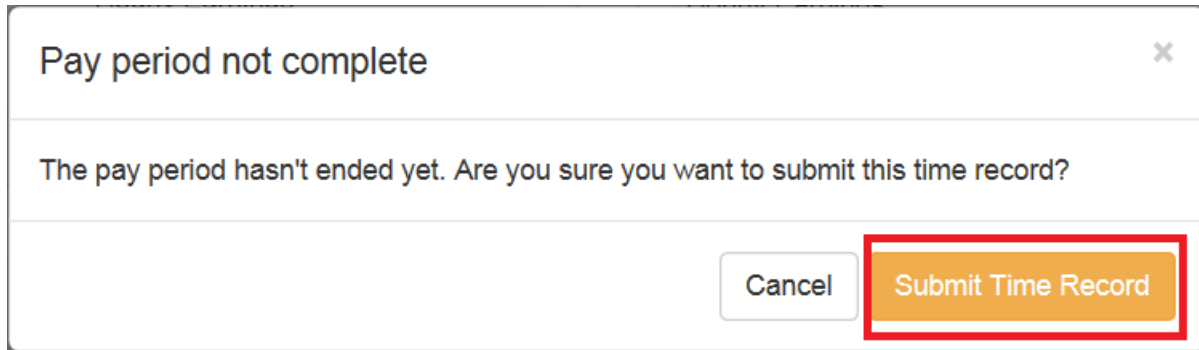 Pay period not complete
×
The pay period hasn't ended yet. Are you sure you want to submit this time record?
Cancel
Submit Time Record